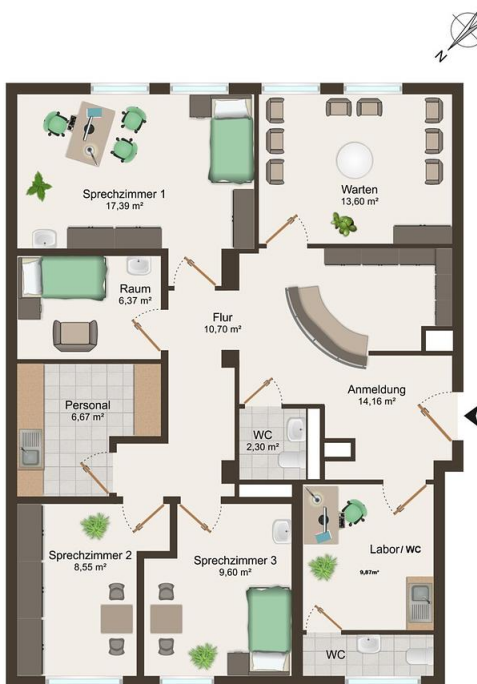 N
Sprechzimmer 1
17,39 m²
Warten
13,60 m²
Raum
6,37 m²
Flur
10,70 m²
Personal
6,67 m²
Anmeldung
14,16 m²
WC
2,30 m²
Sprechzimmer 2
8,55 m²
Sprechzimmer 3
9,60 m²
Labor/ WC
9,87m²
WC